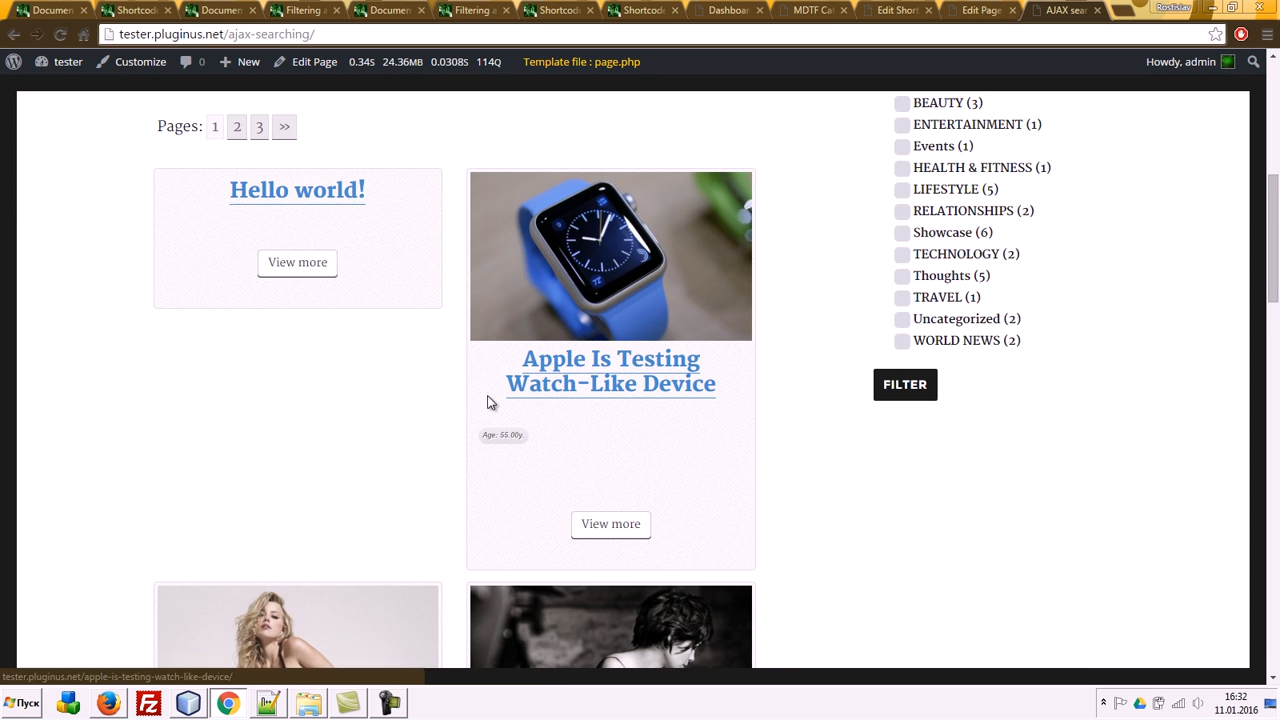 Documen
Shortcod
Documen
Filtering a
Documen
Filtering a
Shortcod
Shortcod
Dashboar
MDTF Ca
Edit Short
Edit Page
AJAX sear
Rostislav
tester.pluginus.net/ajax-searching/
tester Customize 0 New Edit Page 0.34S 24.36MB 0.0308S 114Q Template file : page.php Howdy, admin
Pages: 1 2 3 >>
Hello world!
View more
Apple Is Testing
Watch-Like Device
Age: 55.00y.
View more
BEAUTY (3)
ENTERTAINMENT (1)
Events (1)
HEALTH & FITNESS (1)
LIFESTYLE (5)
RELATIONSHIPS (2)
Showcase (6)
TECHNOLOGY (2)
Thoughts (5)
TRAVEL (1)
Uncategorized (2)
WORLD NEWS (2)
FILTER
tester.pluginus.net/apple-is-testing-watch-like-device/
Пуск
16:32
11.01.2016